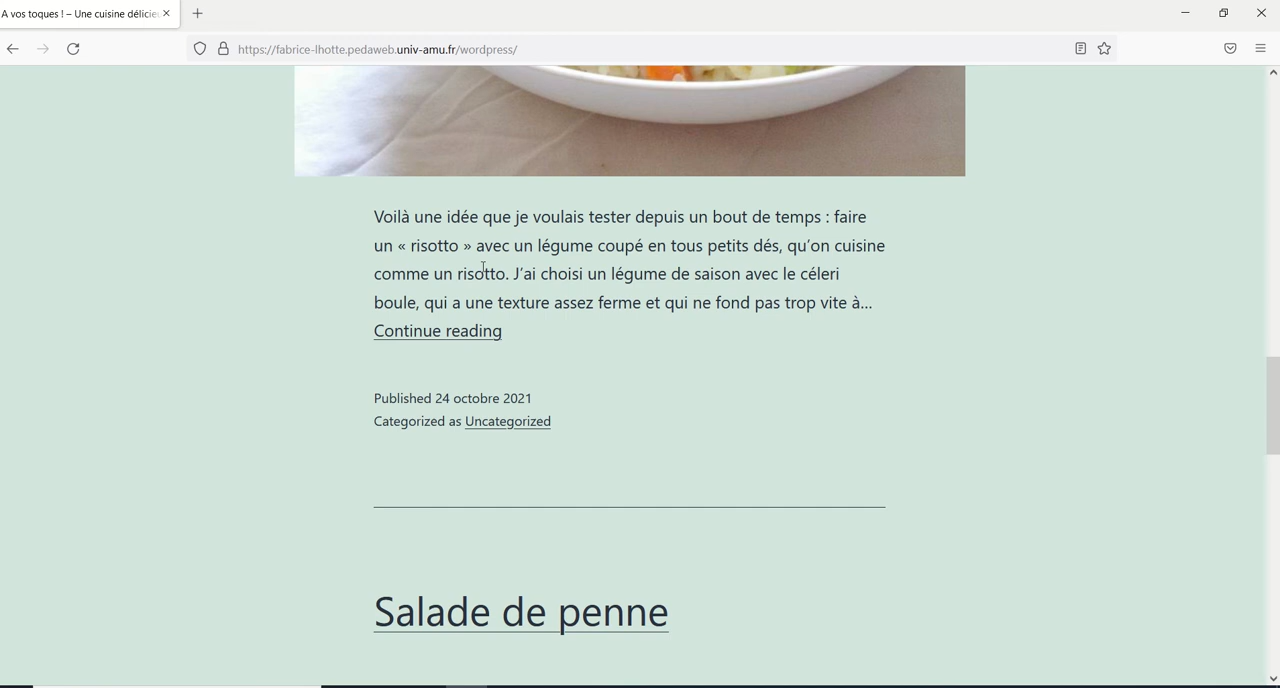 A vos toques ! – Une cuisine délicie
https://fabrice-lhotte.pedaweb.univ-amu.fr/wordpress/
Voilà une idée que je voulais tester depuis un bout de temps : faire
un « risotto » avec un légume coupé en tous petits dés, qu’on cuisine
comme un risotto. J’ai choisi un légume de saison avec le céleri
boule, qui a une texture assez ferme et qui ne fond pas trop vite à…
Continue reading
Published 24 octobre 2021
Categorized as Uncategorized
Salade de penne